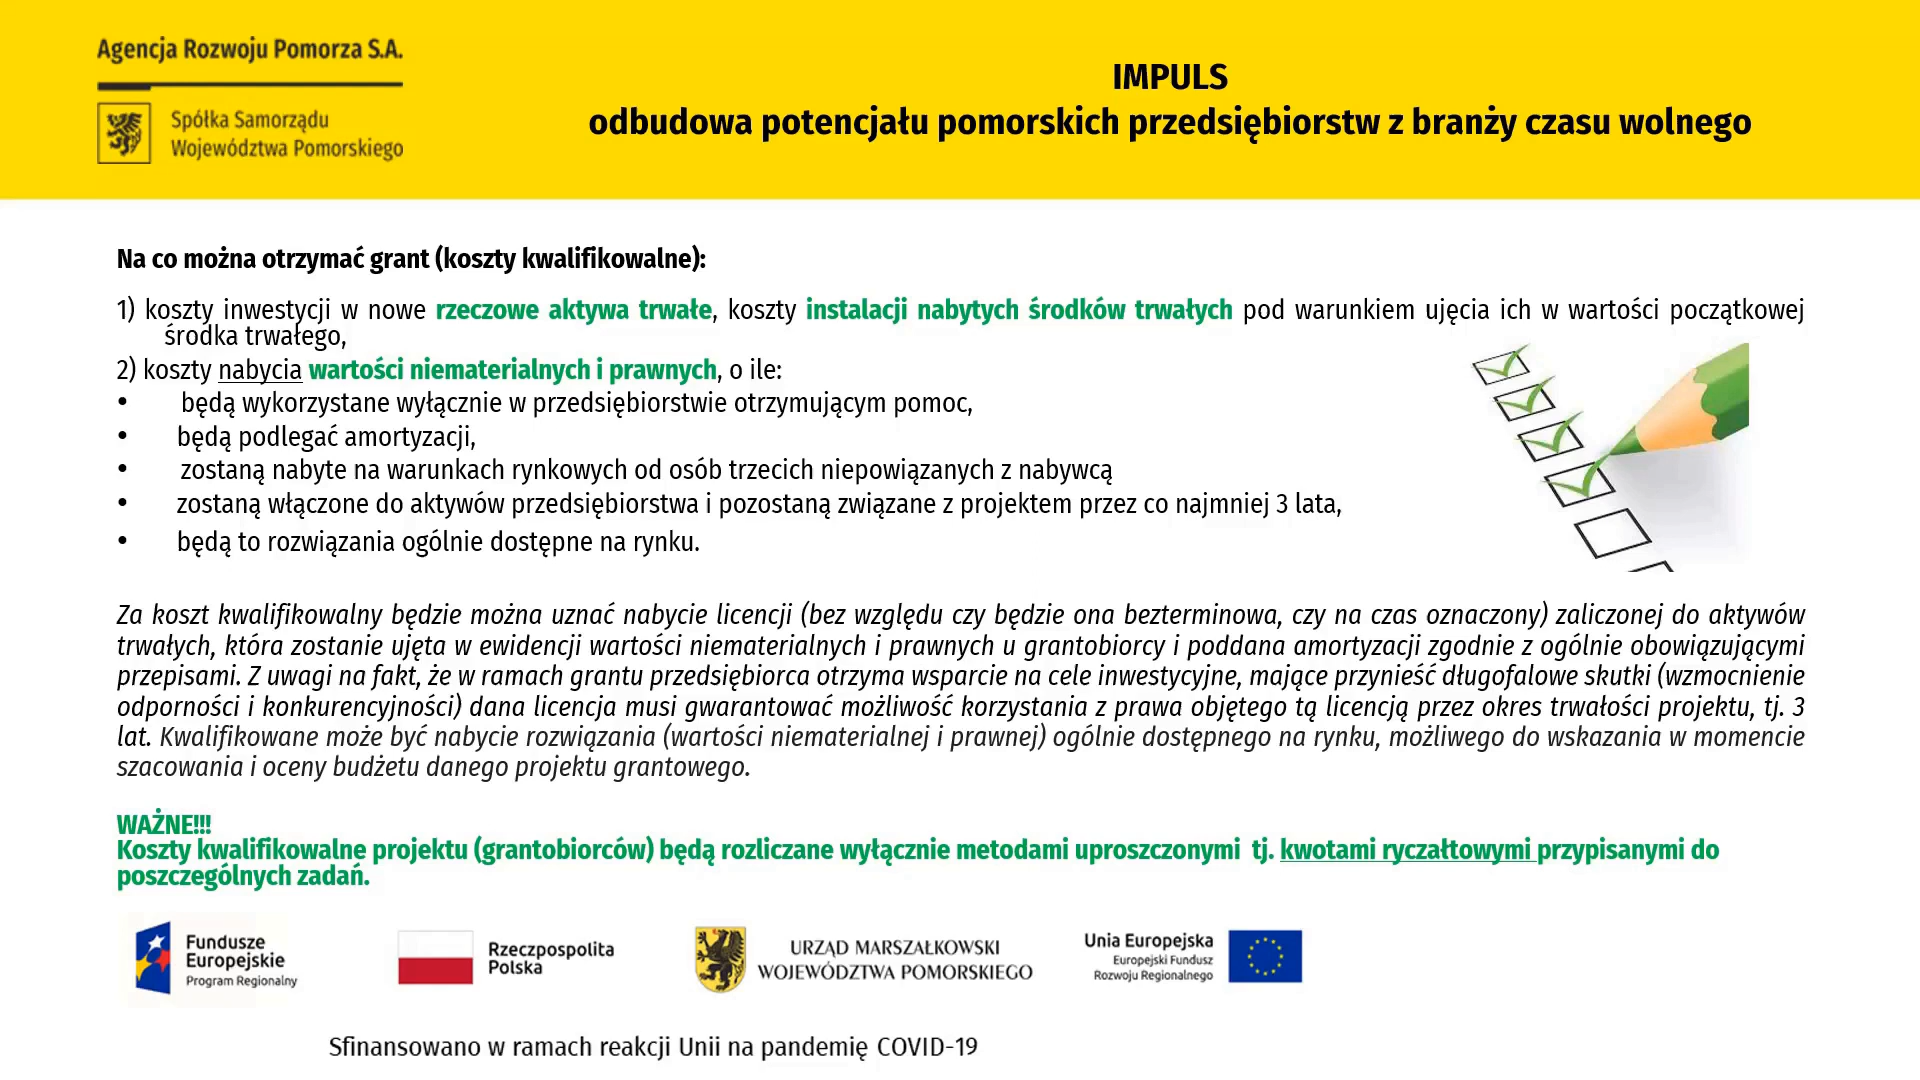 Agencja Rozwoju Pomorza S.A.
Spółka Samorządu
Województwa Pomorskiego
IMPULS
odbudowa potencjału pomorskich przedsiębiorstw z branży czasu wolnego
Na co można otrzymać grant (koszty kwalifikowalne):
1) koszty inwestycji w nowe rzeczowe aktywa trwałe, koszty instalacji nabytych środków trwałych pod warunkiem ujęcia ich w wartości początkowej
środka trwałego,
2) koszty nabycia wartości niematerialnych i prawnych, o ile:
• będą wykorzystane wyłącznie w przedsiębiorstwie otrzymującym pomoc,
• będą podlegać amortyzacji,
• zostaną nabyte na warunkach rynkowych od osób trzecich niepowiązanych z nabywcą
• zostaną włączone do aktywów przedsiębiorstwa i pozostaną związane z projektem przez co najmniej 3 lata,
• będą to rozwiązania ogólnie dostępne na rynku.
Za koszt kwalifikowalny będzie można uznać nabycie licencji (bez względu czy będzie ona bezterminowa, czy na czas oznaczony) zaliczonej do aktywów
trwałych, która zostanie ujęta w ewidencji wartości niematerialnych i prawnych u grantobiorcy i poddana amortyzacji zgodnie z ogólnie obowiązującymi
przepisami. Z uwagi na fakt, że w ramach grantu przedsiębiorca otrzyma wsparcie na cele inwestycyjne, mające przynieść długofalowe skutki (wzmocnienie
odporności i konkurencyjności) dana licencja musi gwarantować możliwość korzystania z prawa objętego tą licencją przez okres trwałości projektu, tj. 3
lat. Kwalifikowane może być nabycie rozwiązania (wartości niematerialnej i prawnej) ogólnie dostępnego na rynku, możliwego do wskazania w momencie
szacowania i oceny budżetu danego projektu grantowego.
WAŻNE!!!
Koszty kwalifikowalne projektu (grantobiorców) będą rozliczane wyłącznie metodami uproszczonymi tj. kwotami ryczałtowymi przypisanymi do
poszczególnych zadań.
Fundusze
Europejskie
Program Regionalny
Rzeczpospolita
Polska
URZĄD MARSZAŁKOWSKI
WOJEWÓDZTWA POMORSKIEGO
Unia Europejska
Europejski Fundusz
Rozwoju Regionalnego
Sfinansowano w ramach reakcji Unii na pandemię COVID-19